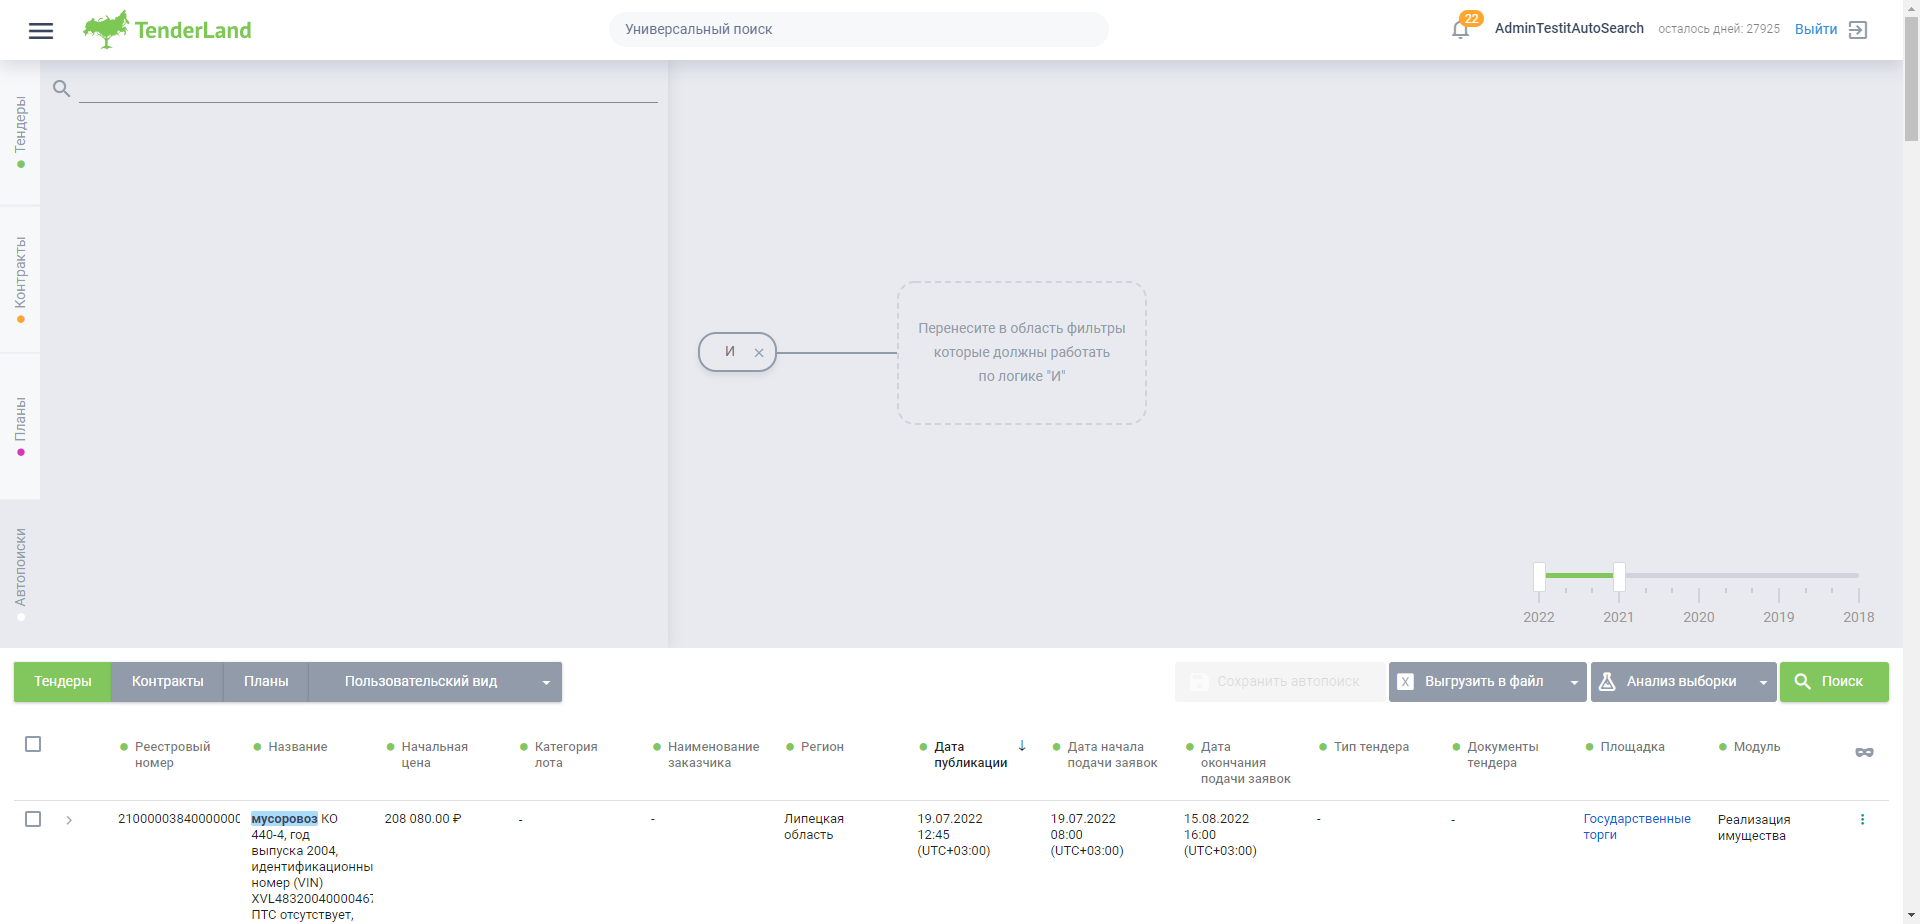 TenderLand
Универсальный поиск
22
AdminTestitAutoSearch
осталось дней: 27925
Выйти
Тендеры
Контракты
Планы
Автопоиски
И
Перенесите в область фильтры
которые должны работать
по логике "И"
2022
2021
2020
2019
2018
Тендеры
Контракты
Планы
Пользовательский вид
Сохранить автопоиск
X
Выгрузить в файл
Анализ выборки
Поиск
Реестровый
номер
Название
Начальная
цена
Категория
лота
Наименование
заказчика
Регион
Дата
публикации
Дата начала
подачи заявок
Дата
окончания
подачи заявок
Тип тендера
Документы
тендера
Площадка
Модуль
2100000384000000
мусоровоз КО
440-4, год
выпуска 2004,
идентификационны
номер (VIN)
XVL4832004000467
ПТС отсутствует,
208 080.00 ₽
-
-
Липецкая
область
19.07.2022
12:45
(UTC+03:00)
19.07.2022
08:00
(UTC+03:00)
15.08.2022
16:00
(UTC+03:00)
-
-
Государственные
торги
Реализация
имущества